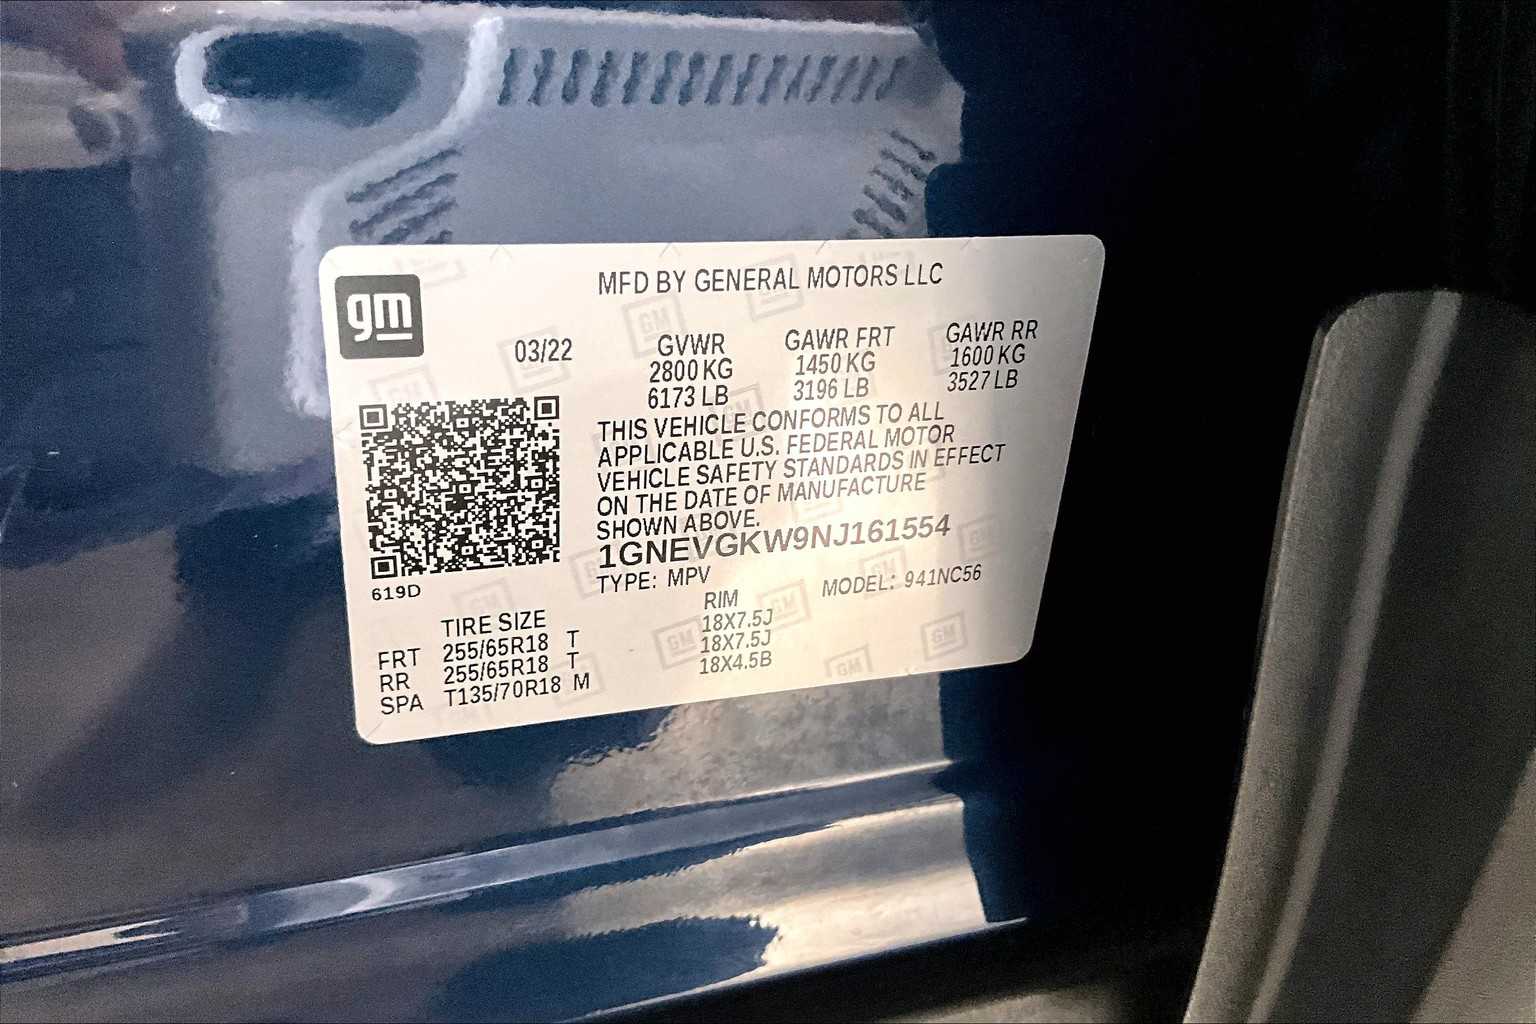 gm
MFD BY GENERAL MOTORS LLC
03/22 GVWR GAWR FRT GAWR RR
2800 KG 1450 KG 1600 KG
6173 LB 3196 LB 3527 LB
THIS VEHICLE CONFORMS TO ALL
APPLICABLE U.S. FEDERAL MOTOR
VEHICLE SAFETY STANDARDS IN EFFECT
ON THE DATE OF MANUFACTURE
SHOWN ABOVE.
1GNEVGKW9NJ161554
TYPE: MPV MODEL: 941NC56
619D
TIRE SIZE RIM
FRT 255/65R18 T 18X7.5J
RR 255/65R18 T 18X7.5J
SPA T135/70R18 M 18X4.5B